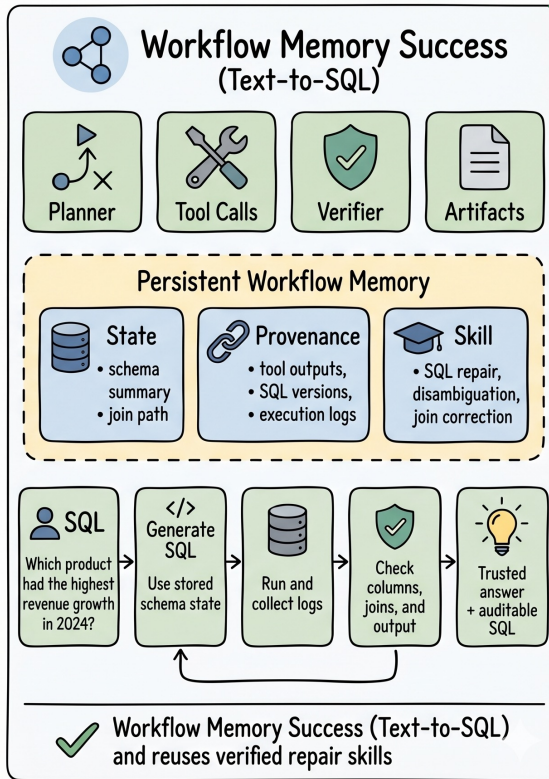 Workflow Memory Success
(Text-to-SQL)
Planner
Tool Calls
Verifier
Artifacts
Persistent Workflow Memory
State
• schema
summary
• join path
Provenance
• tool outputs,
• SQL versions,
• execution logs
Skill
• SQL repair,
disambiguation,
join correction
SQL
Which product
had the highest
revenue growth
in 2024?
</>
Generate
SQL
Use stored
schema state
Run and
collect logs
Check
columns,
joins, and
output
Trusted
answer
+ auditable
SQL
Workflow Memory Success (Text-to-SQL)
and reuses verified repair skills